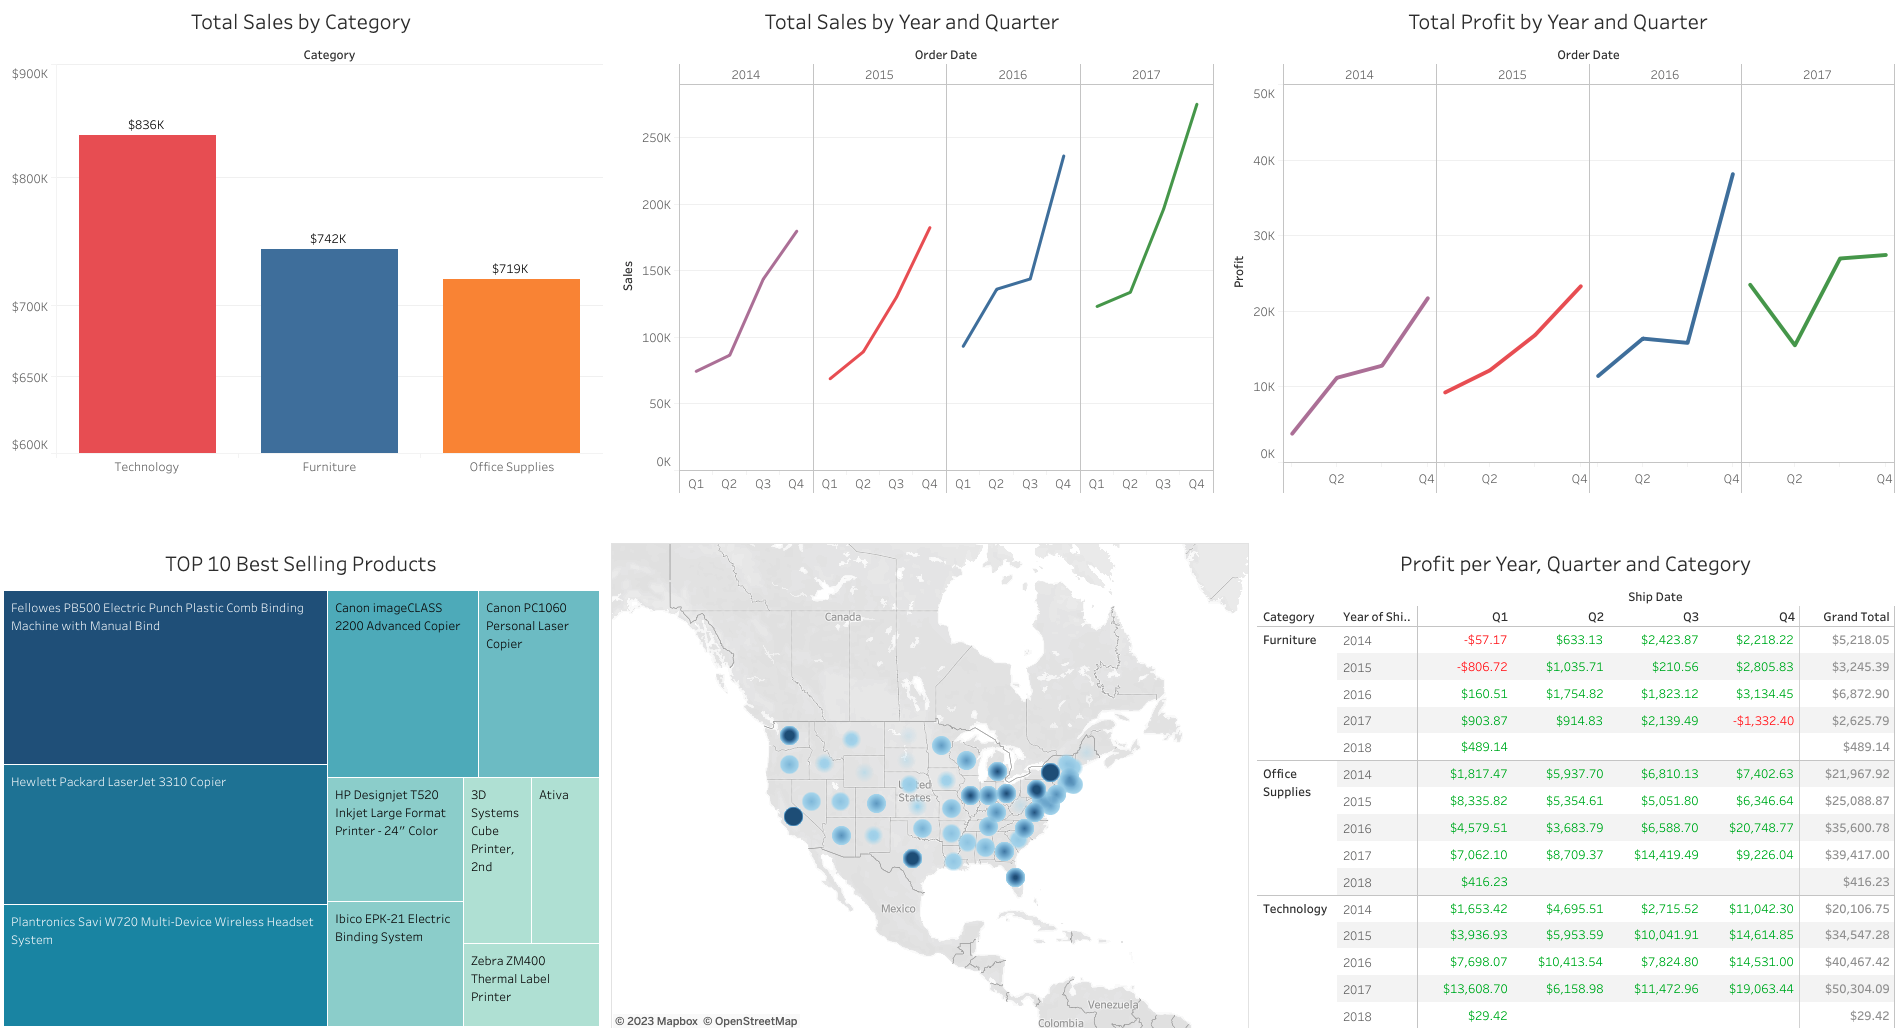 Total Sales by Category
Category
$900K
$800K
$700K
$650K
$600K
$836K
$742K
$719K
Technology Furniture Office Supplies
Total Sales by Year and Quarter
Order Date
2014 2015 2016 2017
Sales
250K
200K
150K
100K
50K
0K
Q1 Q2 Q3 Q4 Q1 Q2 Q3 Q4 Q1 Q2 Q3 Q4 Q1 Q2 Q3 Q4
Total Profit by Year and Quarter
Order Date
2014 2015 2016 2017
Profit
50K
40K
30K
20K
10K
0K
Q2 Q4 Q2 Q4 Q2 Q4 Q2 Q4
TOP 10 Best Selling Products
Fellowes PB500 Electric Punch Plastic Comb Binding
Machine with Manual Bind
Hewlett Packard LaserJet 3310 Copier
Plantronics Savi W720 Multi-Device Wireless Headset
System
Canon imageCLASS
2200 Advanced Copier
Canon PC1060
Personal Laser
Copier
HP Designjet T520
Inkjet Large Format
Printer - 24" Color
3D
Systems
Cube
Printer,
2nd
Ativa
Ibico EPK-21 Electric
Binding System
Zebra ZM400
Thermal Label
Printer
Canada
United
States
Mexico
Venezuela
Colombia
© 2023 Mapbox © OpenStreetMap
Profit per Year, Quarter and Category
Ship Date
Category Year of Shi.. Q1 Q2 Q3 Q4 Grand Total
Furniture 2014 -$57.17 $633.13 $2,423.87 $2,218.22 $5,218.05
2015 -$806.72 $1,035.71 $210.56 $2,805.83 $3,245.39
2016 $160.51 $1,754.82 $1,823.12 $3,134.45 $6,872.90
2017 $903.87 $914.83 $2,139.49 -$1,332.40 $2,625.79
2018 $489.14 $489.14
Office
Supplies
2014 $1,817.47 $5,937.70 $6,810.13 $7,402.63 $21,967.92
2015 $8,335.82 $5,354.61 $5,051.80 $6,346.64 $25,088.87
2016 $4,579.51 $3,683.79 $6,588.70 $20,748.77 $35,600.78
2017 $7,062.10 $8,709.37 $14,419.49 $9,226.04 $39,417.00
2018 $416.23 $416.23
Technology 2014 $1,653.42 $4,695.51 $2,715.52 $11,042.30 $20,106.75
2015 $3,936.93 $5,953.59 $10,041.91 $14,614.85 $34,547.28
2016 $7,698.07 $10,413.54 $7,824.80 $14,531.00 $40,467.42
2017 $13,608.70 $6,158.98 $11,472.96 $19,063.44 $50,304.09
2018 $29.42 $29.42